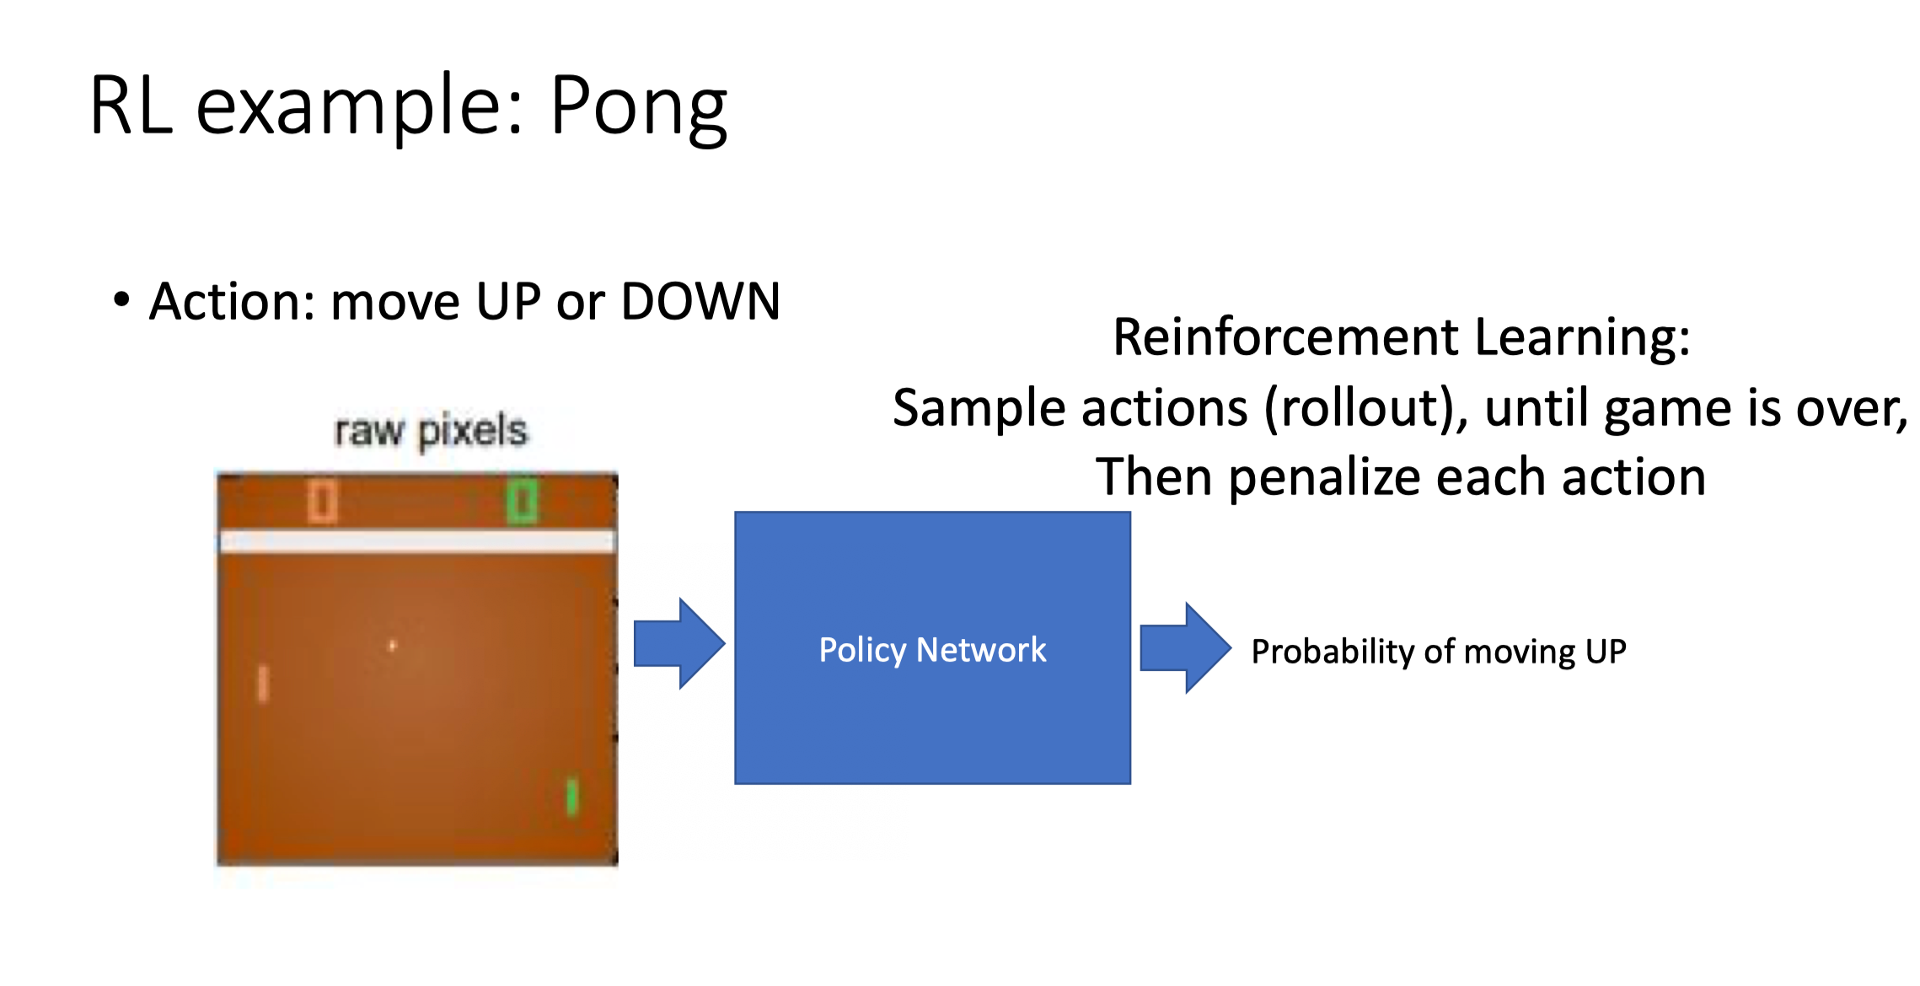 RL example: Pong
• Action: move UP or DOWN
Reinforcement Learning:
Sample actions (rollout), until game is over,
Then penalize each action
raw pixels
0 0
Policy Network
Probability of moving UP